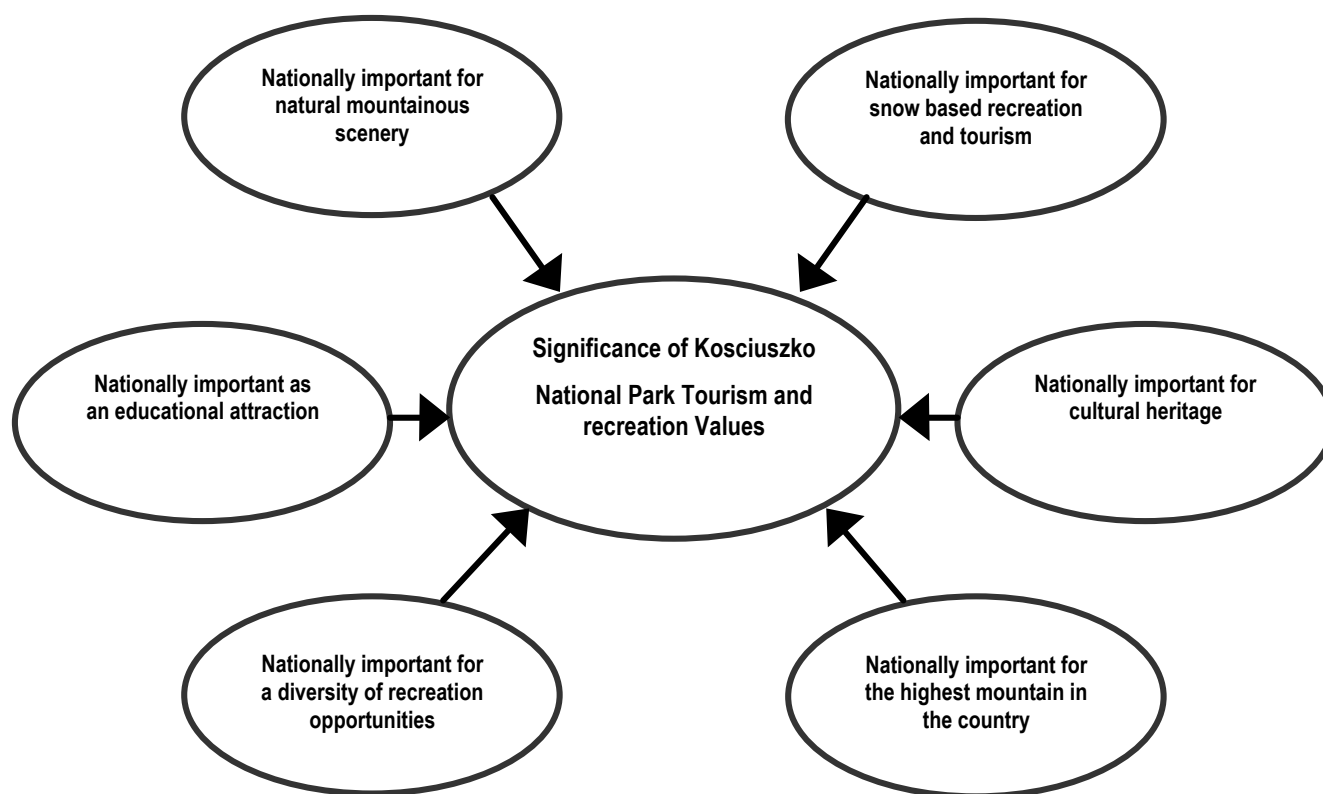 Nationally important for
natural mountainous
scenery
Nationally important for
snow based recreation
and tourism
Significance of Kosciuszko
National Park Tourism and
recreation Values
Nationally important as
an educational attraction
Nationally important for
cultural heritage
Nationally important for
a diversity of recreation
opportunities
Nationally important for
the highest mountain in
the country